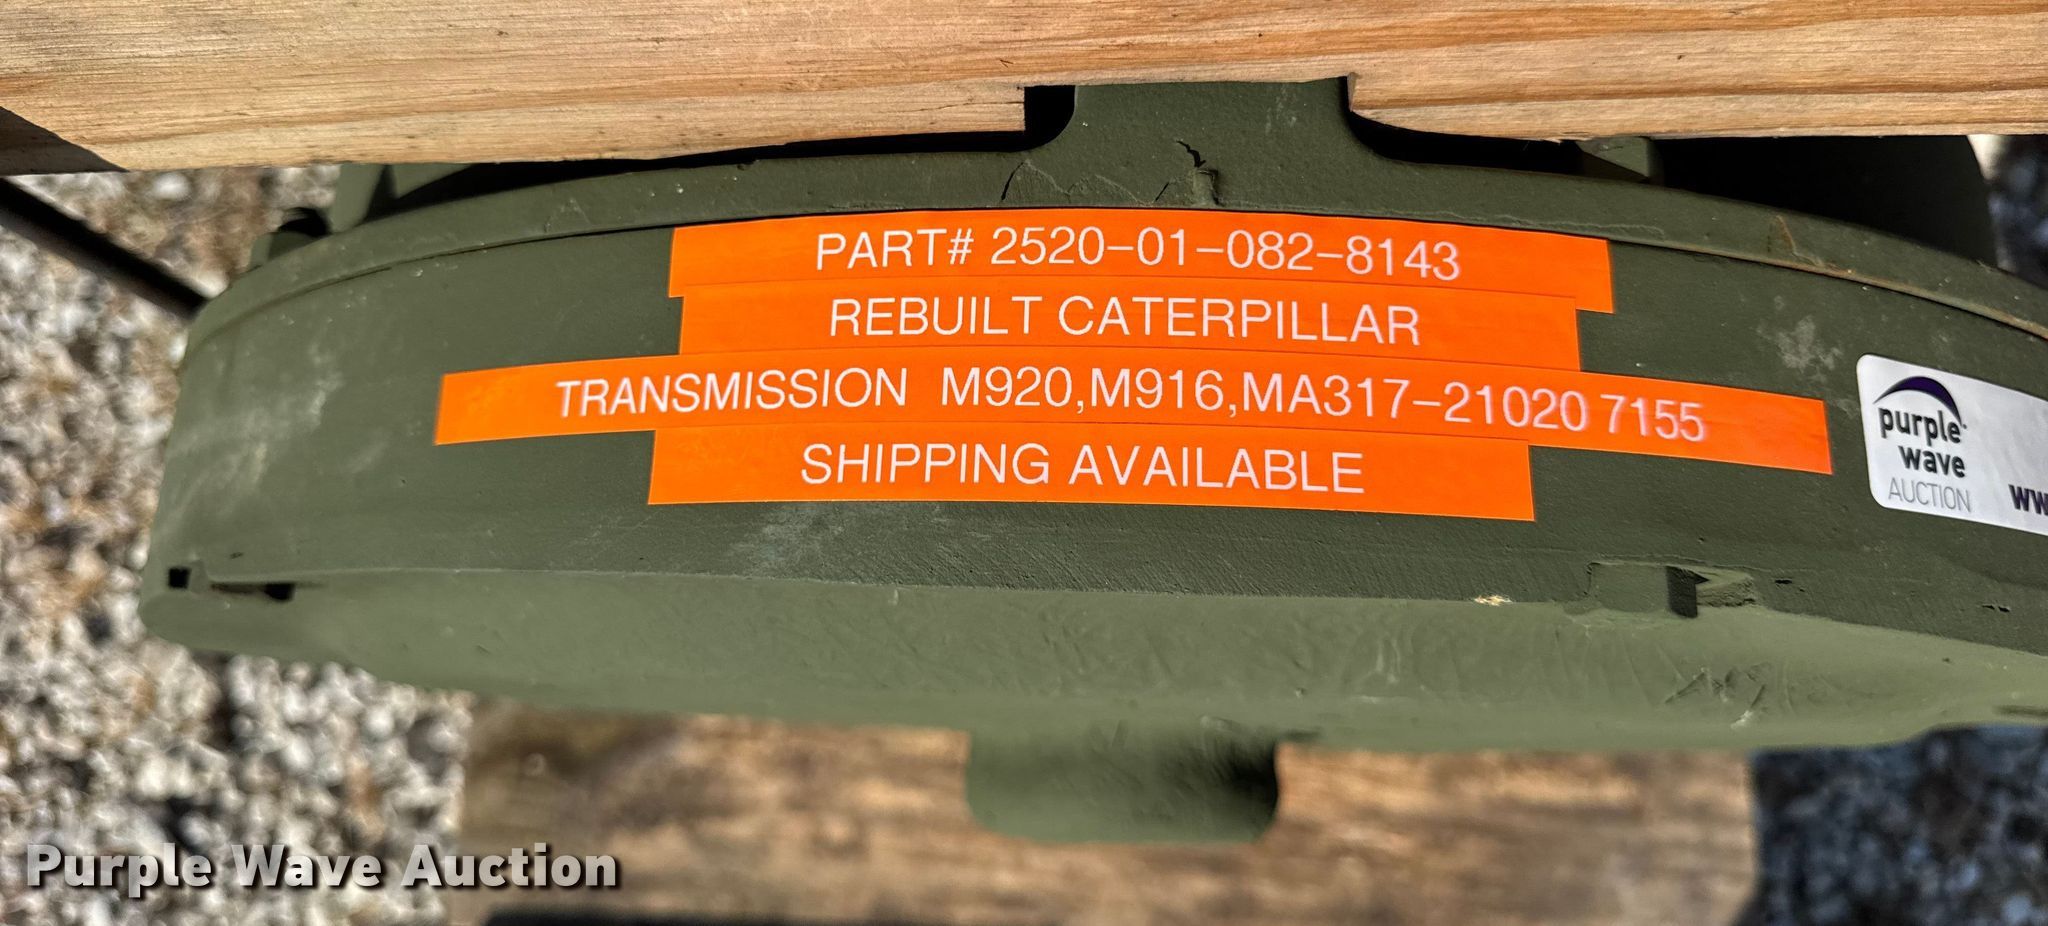 PART# 2520-01-082-8143
REBUILT CATERPILLAR
TRANSMISSION M920,M916,MA317-21020 7155
SHIPPING AVAILABLE
purple
wave
AUCTION
Purple Wave Auction